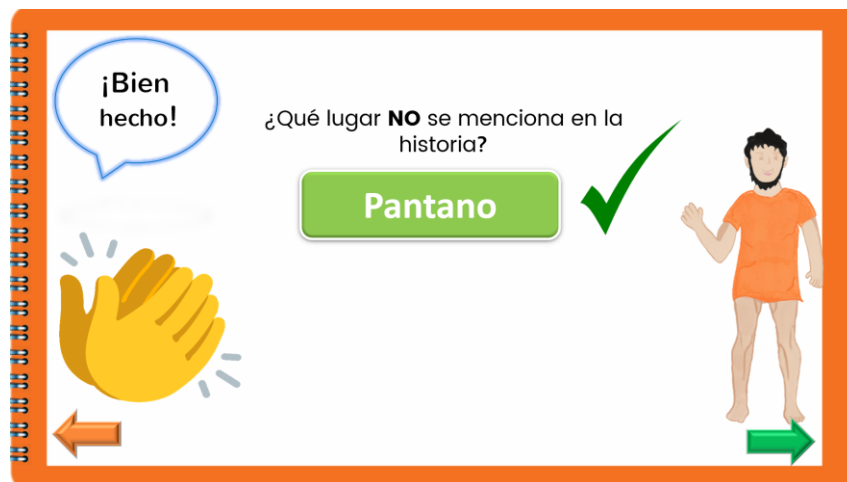 ¡Bien
hecho!
¿Qué lugar NO se menciona en la
historia?
Pantano